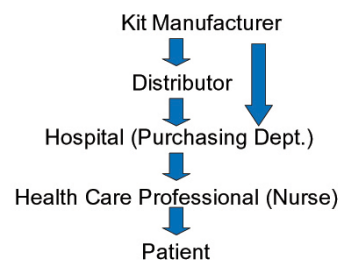 Kit Manufacturer
Distributor
Hospital (Purchasing Dept.)
Health Care Professional (Nurse)
Patient